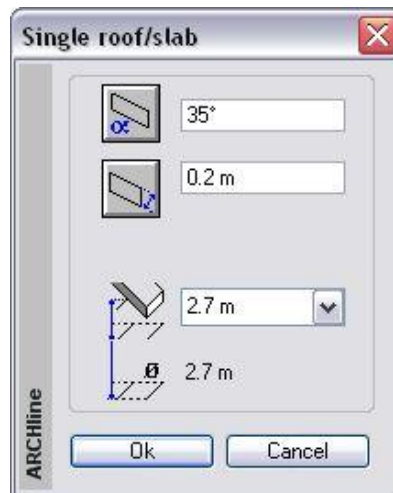 Single roof/slab
α
35°
0.2 m
2.7 m
Ø
2.7 m
ARCHline
Ok
Cancel